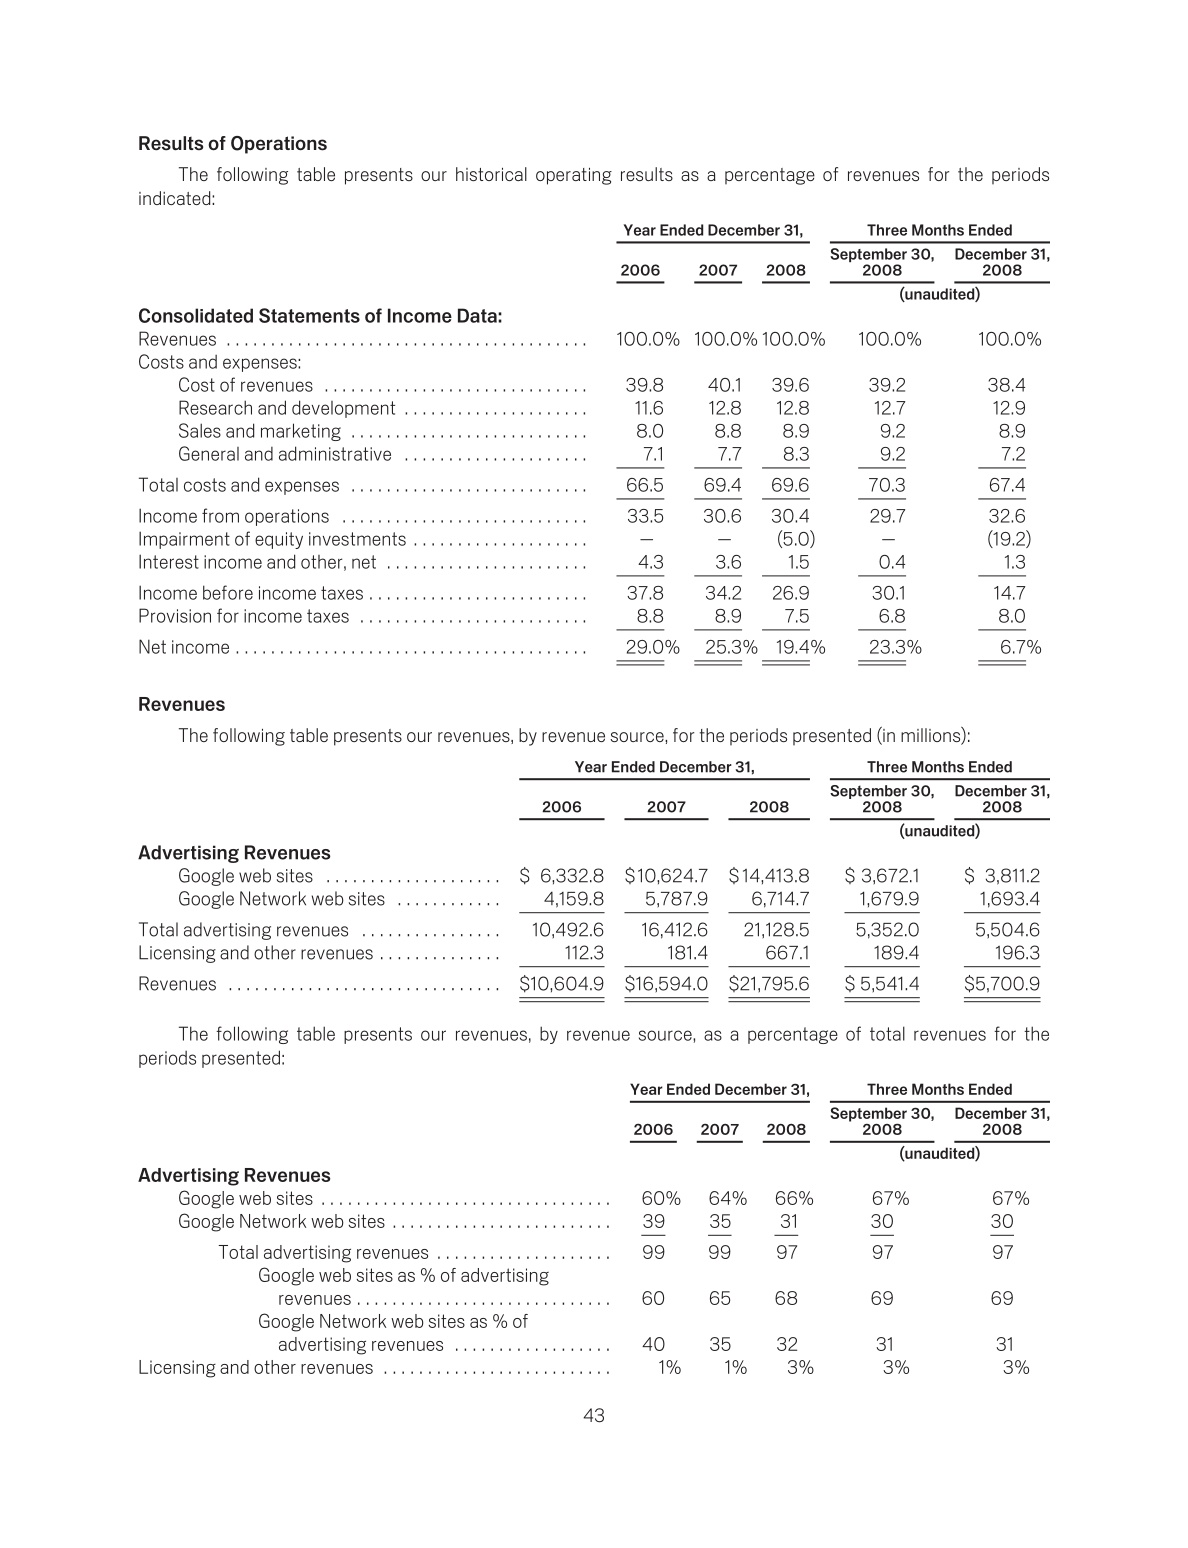 Results of Operations
The following table presents our historical operating results as a percentage of revenues for the periods
indicated:
Year Ended December 31, Three Months Ended
2006 2007 2008 September 30, 2008 December 31, 2008
(unaudited)
Consolidated Statements of Income Data:
Revenues ........................................ 100.0% 100.0% 100.0% 100.0% 100.0%
Costs and expenses:
Cost of revenues ............................. 39.8 40.1 39.6 39.2 38.4
Research and development ..................... 11.6 12.8 12.8 12.7 12.9
Sales and marketing .......................... 8.0 8.8 8.9 9.2 8.9
General and administrative ..................... 7.1 7.7 8.3 9.2 7.2
Total costs and expenses .......................... 66.5 69.4 69.6 70.3 67.4
Income from operations ........................... 33.5 30.6 30.4 29.7 32.6
Impairment of equity investments .................... — — (5.0) — (19.2)
Interest income and other, net ....................... 4.3 3.6 1.5 0.4 1.3
Income before income taxes ......................... 37.8 34.2 26.9 30.1 14.7
Provision for income taxes .......................... 8.8 8.9 7.5 6.8 8.0
Net income ....................................... 29.0% 25.3% 19.4% 23.3% 6.7%
Revenues
The following table presents our revenues, by revenue source, for the periods presented (in millions):
Year Ended December 31, Three Months Ended
2006 2007 2008 September 30, 2008 December 31, 2008
(unaudited)
Advertising Revenues
Google web sites .................... $ 6,332.8 $10,624.7 $14,413.8 $ 3,672.1 $ 3,811.2
Google Network web sites ............ 4,159.8 5,787.9 6,714.7 1,679.9 1,693.4
Total advertising revenues ................ 10,492.6 16,412.6 21,128.5 5,352.0 5,504.6
Licensing and other revenues .............. 112.3 181.4 667.1 189.4 196.3
Revenues ............................... $10,604.9 $16,594.0 $21,795.6 $ 5,541.4 $5,700.9
The following table presents our revenues, by revenue source, as a percentage of total revenues for the
periods presented:
Year Ended December 31, Three Months Ended
2006 2007 2008 September 30, 2008 December 31, 2008
(unaudited)
Advertising Revenues
Google web sites ................................. 60% 64% 66% 67% 67%
Google Network web sites ......................... 39 35 31 30 30
Total advertising revenues .................... 99 99 97 97 97
Google web sites as % of advertising
revenues ............................. 60 65 68 69 69
Google Network web sites as % of
advertising revenues .................. 40 35 32 31 31
Licensing and other revenues .......................... 1% 1% 3% 3% 3%
43